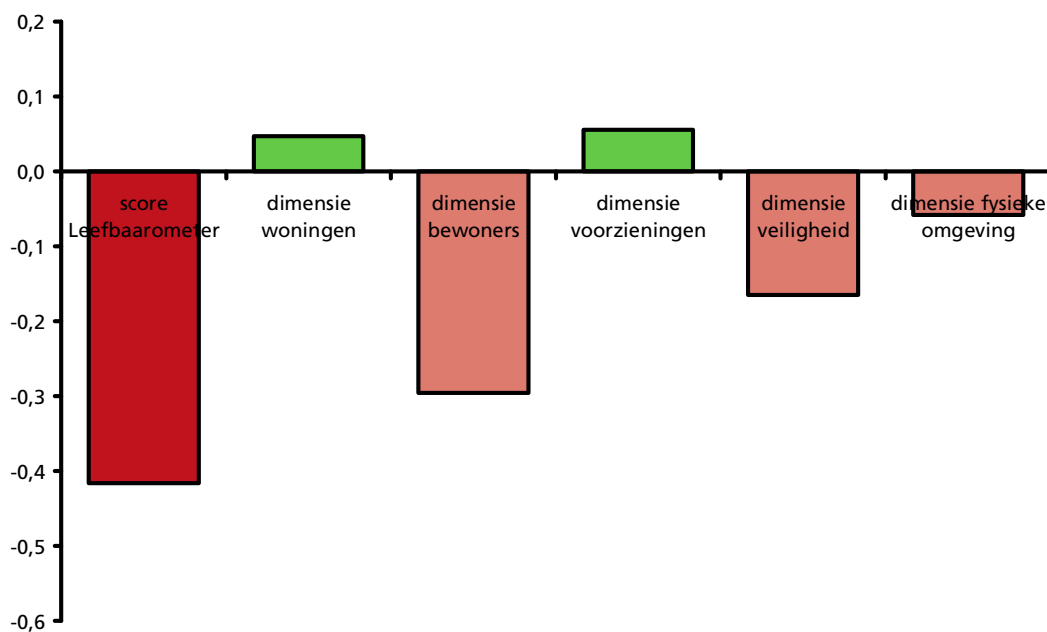 0,2
0,1
0,0
-0,1
-0,2
-0,3
-0,4
-0,5
-0,6
score
Leefbaarometer
dimensie
woningen
dimensie
bewoners
dimensie
voorzieningen
dimensie
veiligheid
dimensie fysieke
omgeving